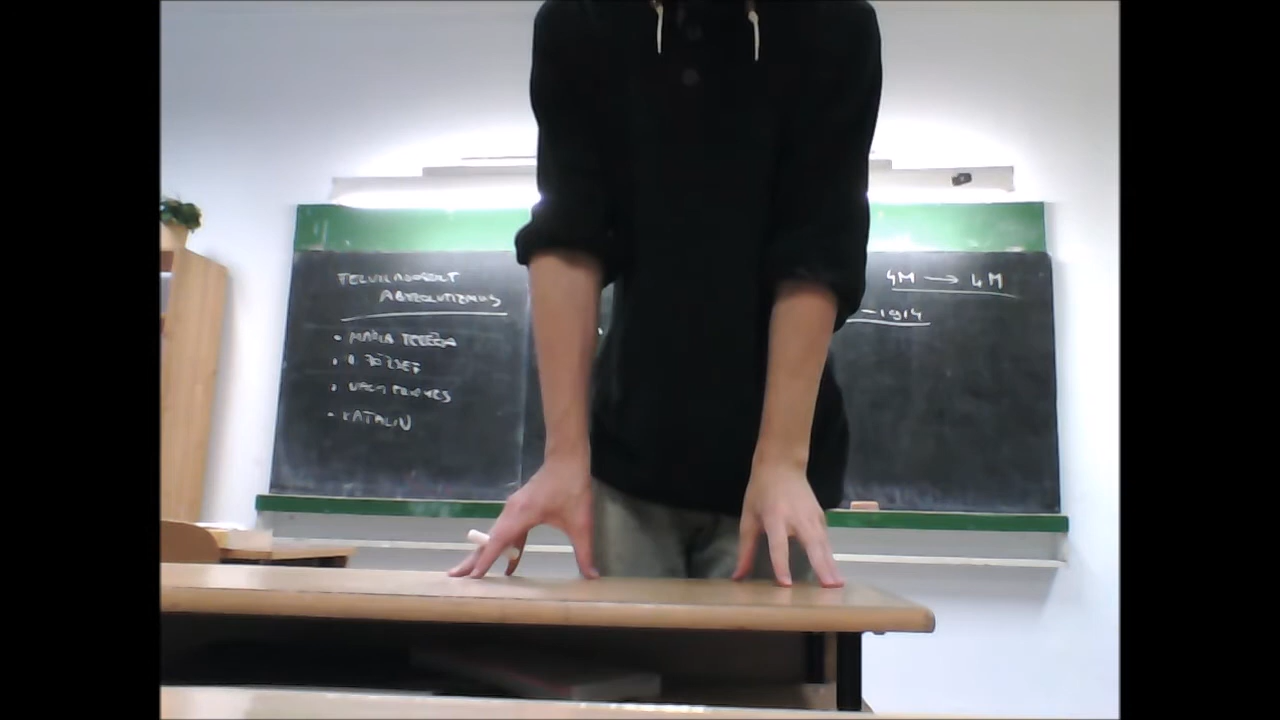 FELVILÁGOSULT
ABSZOLUTIZMUS
• MÁRIA TERÉZIA
• II. JÓZSEF
• NAGY FRIGYES
• KATALIN
4M → 4M
-1914